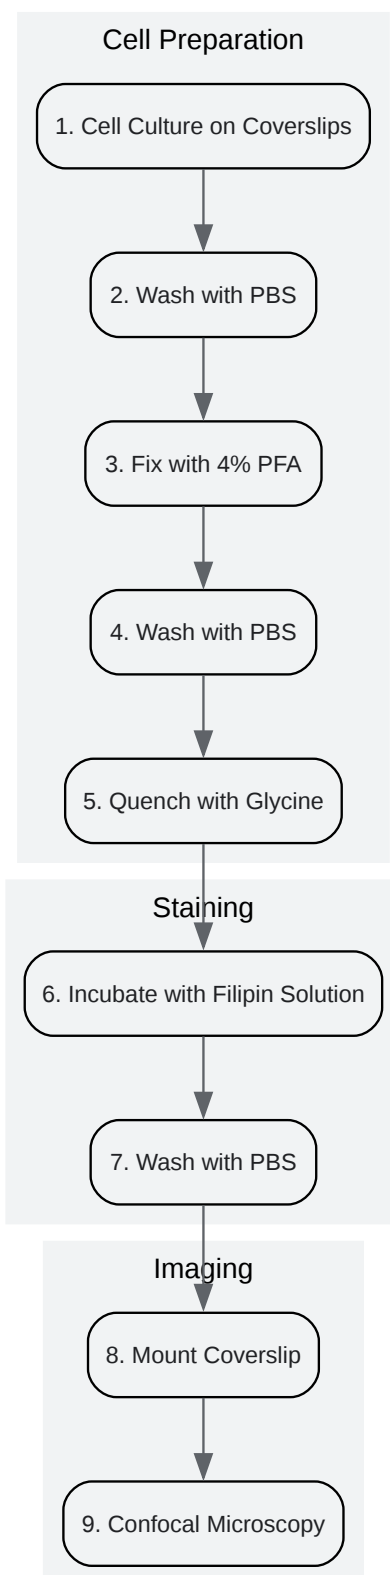 Cell Preparation
1. Cell Culture on Coverslips
2. Wash with PBS
3. Fix with 4% PFA
4. Wash with PBS
5. Quench with Glycine
Staining
6. Incubate with Filipin Solution
7. Wash with PBS
Imaging
8. Mount Coverslip
9. Confocal Microscopy